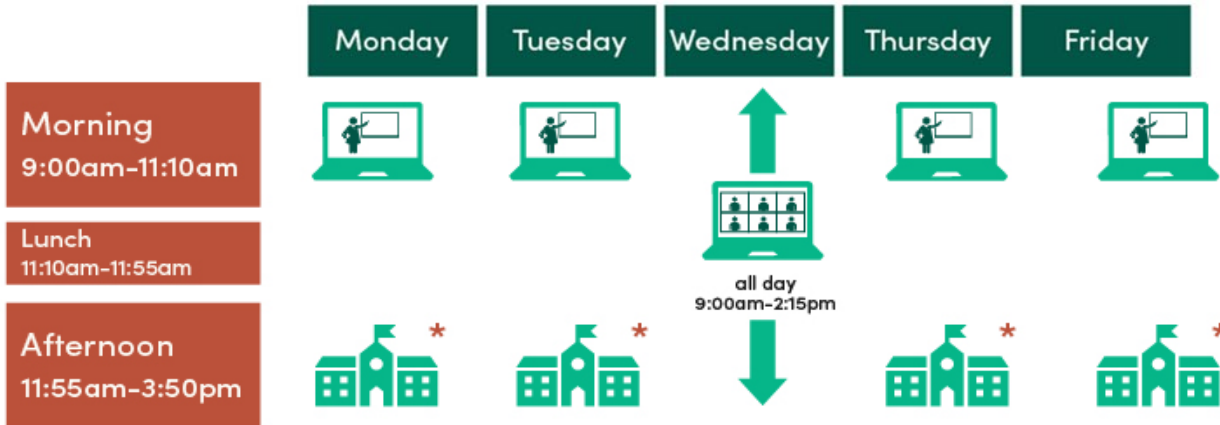 Monday Tuesday Wednesday Thursday Friday
Morning
9:00am-11:10am
Lunch
11:10am-11:55am
all day
9:00am-2:15pm
Afternoon
11:55am-3:50pm
* * * *